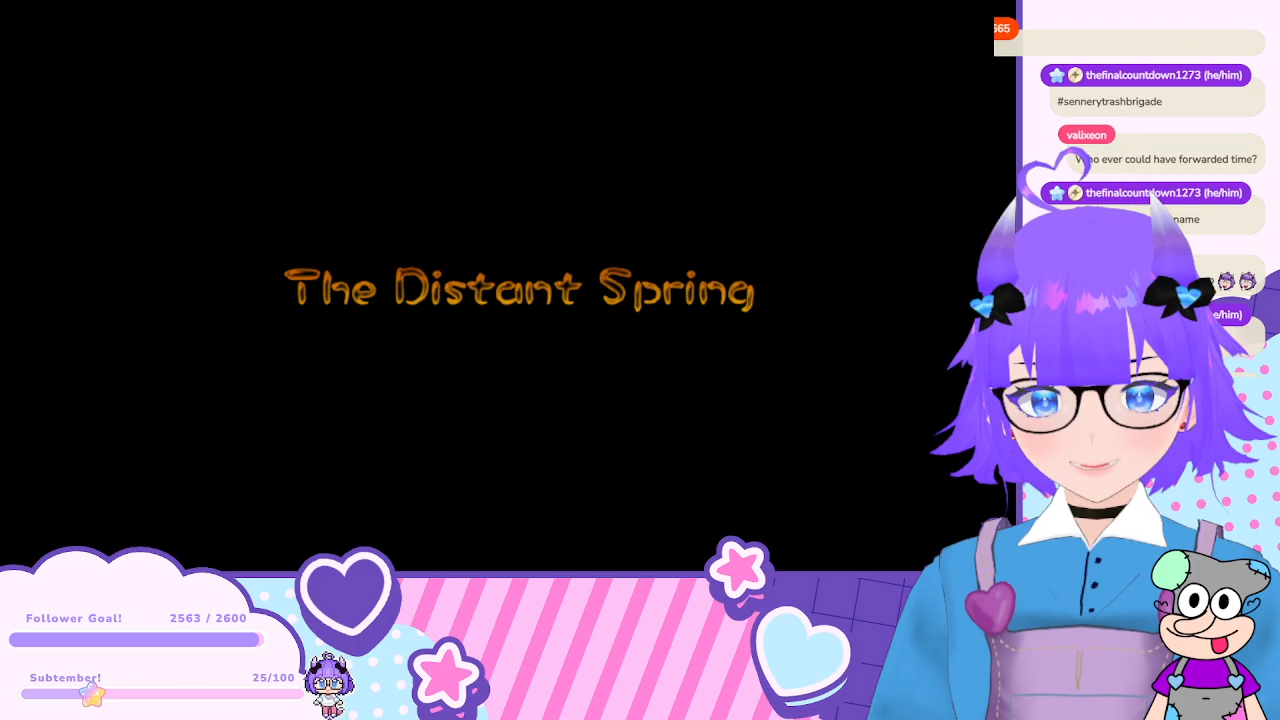 The Distant Spring
565
thefinalcountdown1273 (he/him)
#sennerytrashbrigade
valixeon
Who ever could have forwarded time?
thefinalcountdown1273 (he/him)
name
e/him)
Follower Goal! 2563 / 2600
Subtember! 25/100